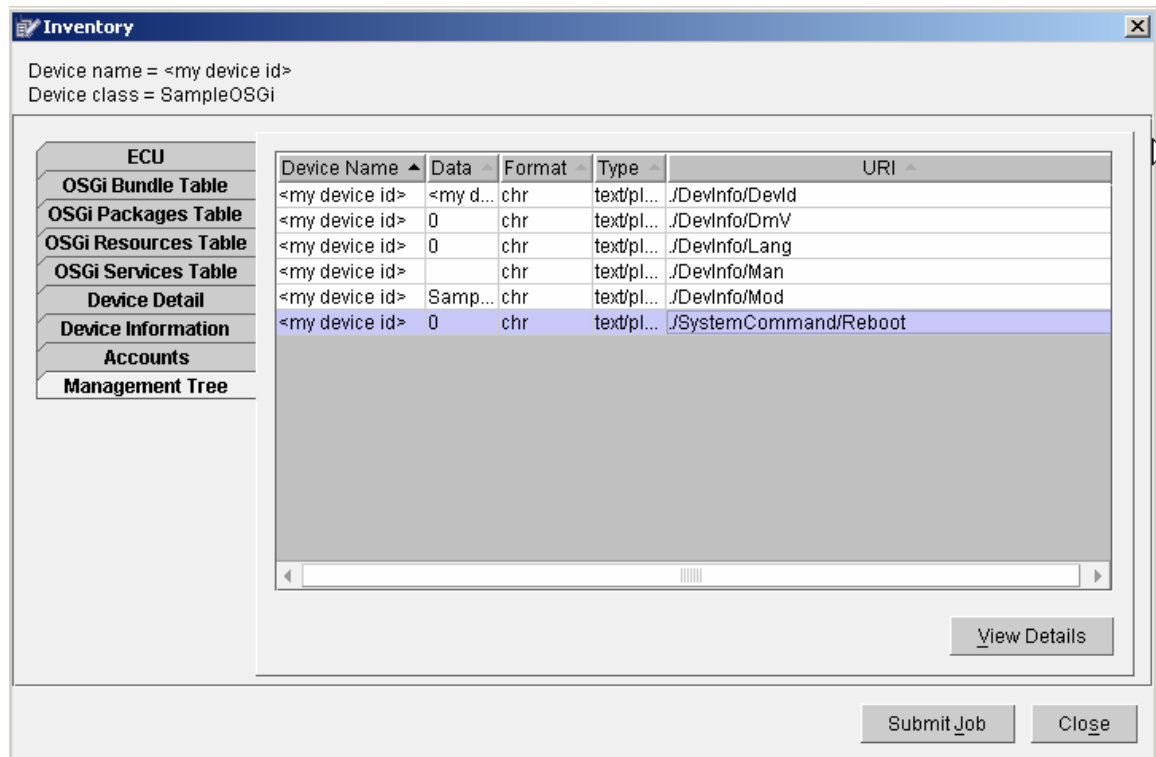 Inventory
Device name = <my device id>
Device class = SampleOSGi
ECU
OSGi Bundle Table
OSGi Packages Table
OSGi Resources Table
OSGi Services Table
Device Detail
Device Information
Accounts
Management Tree
Device Name Data Format Type URI
<my device id> <my d... chr text/pl... ./DevInfo/DevId
<my device id> 0 chr text/pl... ./DevInfo/DmV
<my device id> 0 chr text/pl... ./DevInfo/Lang
<my device id> chr text/pl... ./DevInfo/Man
<my device id> Samp... chr text/pl... ./DevInfo/Mod
<my device id> 0 chr text/pl... ./SystemCommand/Reboot
View Details
Submit Job Close